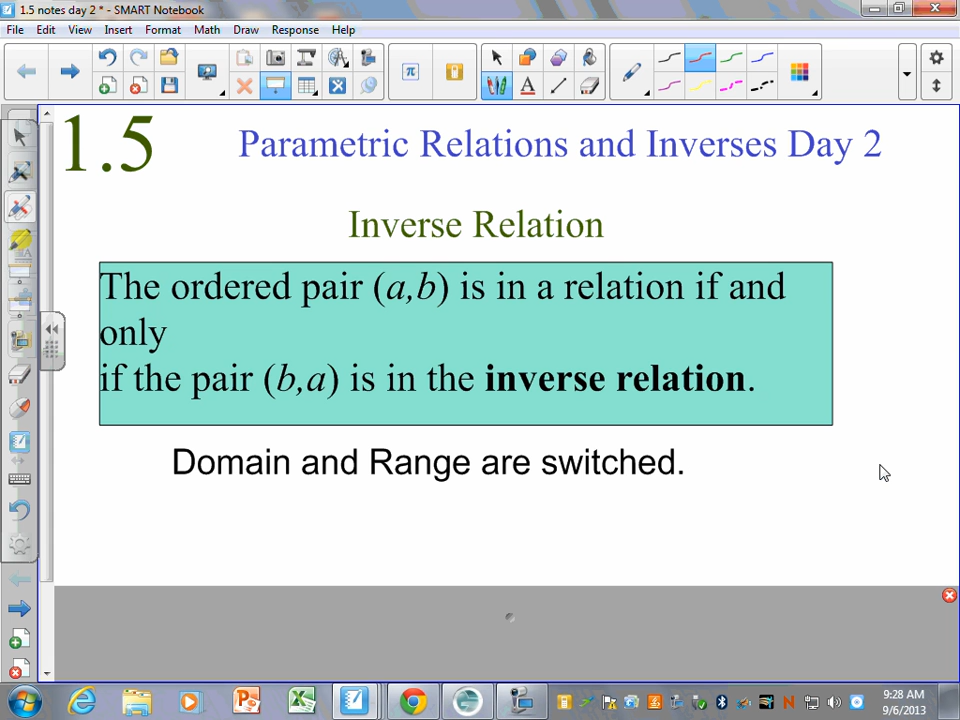 1.5 notes day 2 * - SMART Notebook
File Edit View Insert Format Math Draw Response Help
1.5
Parametric Relations and Inverses Day 2
Inverse Relation
The ordered pair (a,b) is in a relation if and
only
if the pair (b,a) is in the inverse relation.
Domain and Range are switched.
9:28 AM
9/6/2013